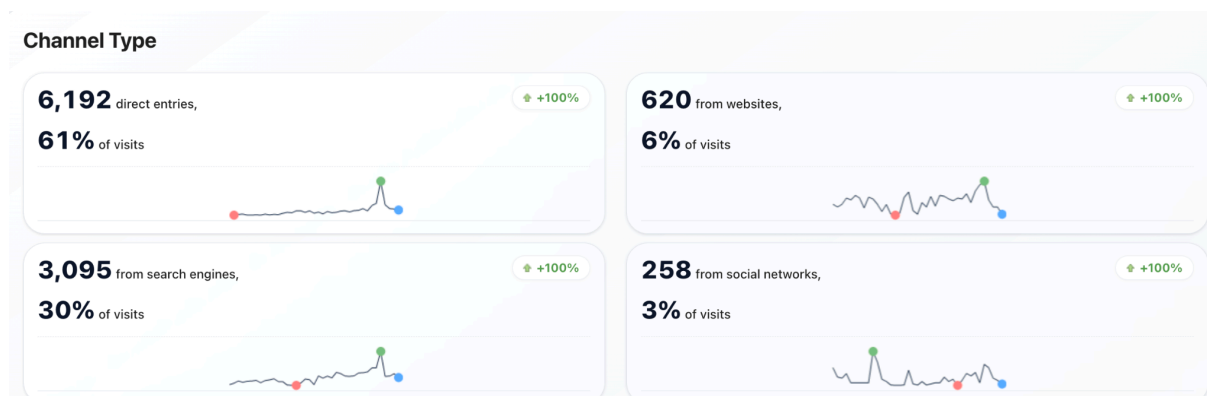 Channel Type
6,192 direct entries,
+100%
61% of visits
620 from websites,
+100%
6% of visits
3,095 from search engines,
+100%
30% of visits
258 from social networks,
+100%
3% of visits